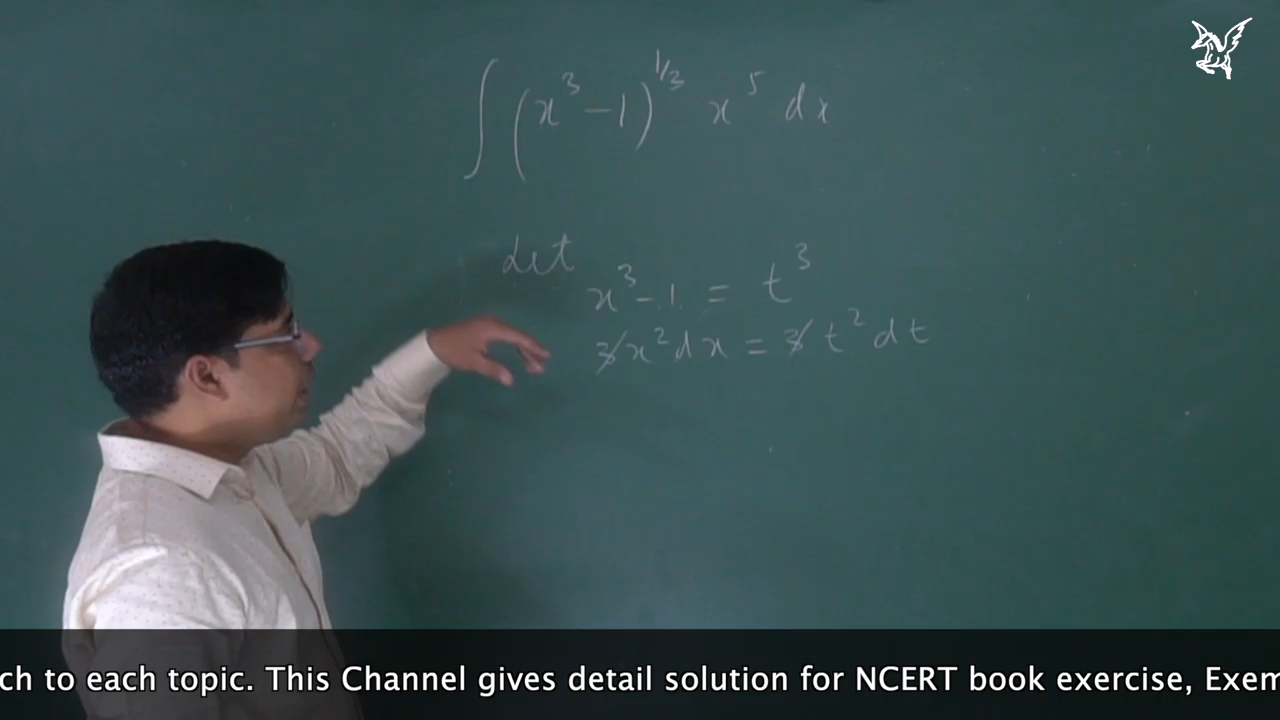 ∫ (x³ − 1)^{1/3} x⁵ dx
Let
x³ − 1 = t³
3x² dx = 3t² dt
ch to each topic. This Channel gives detail solution for NCERT book exercise, Exem